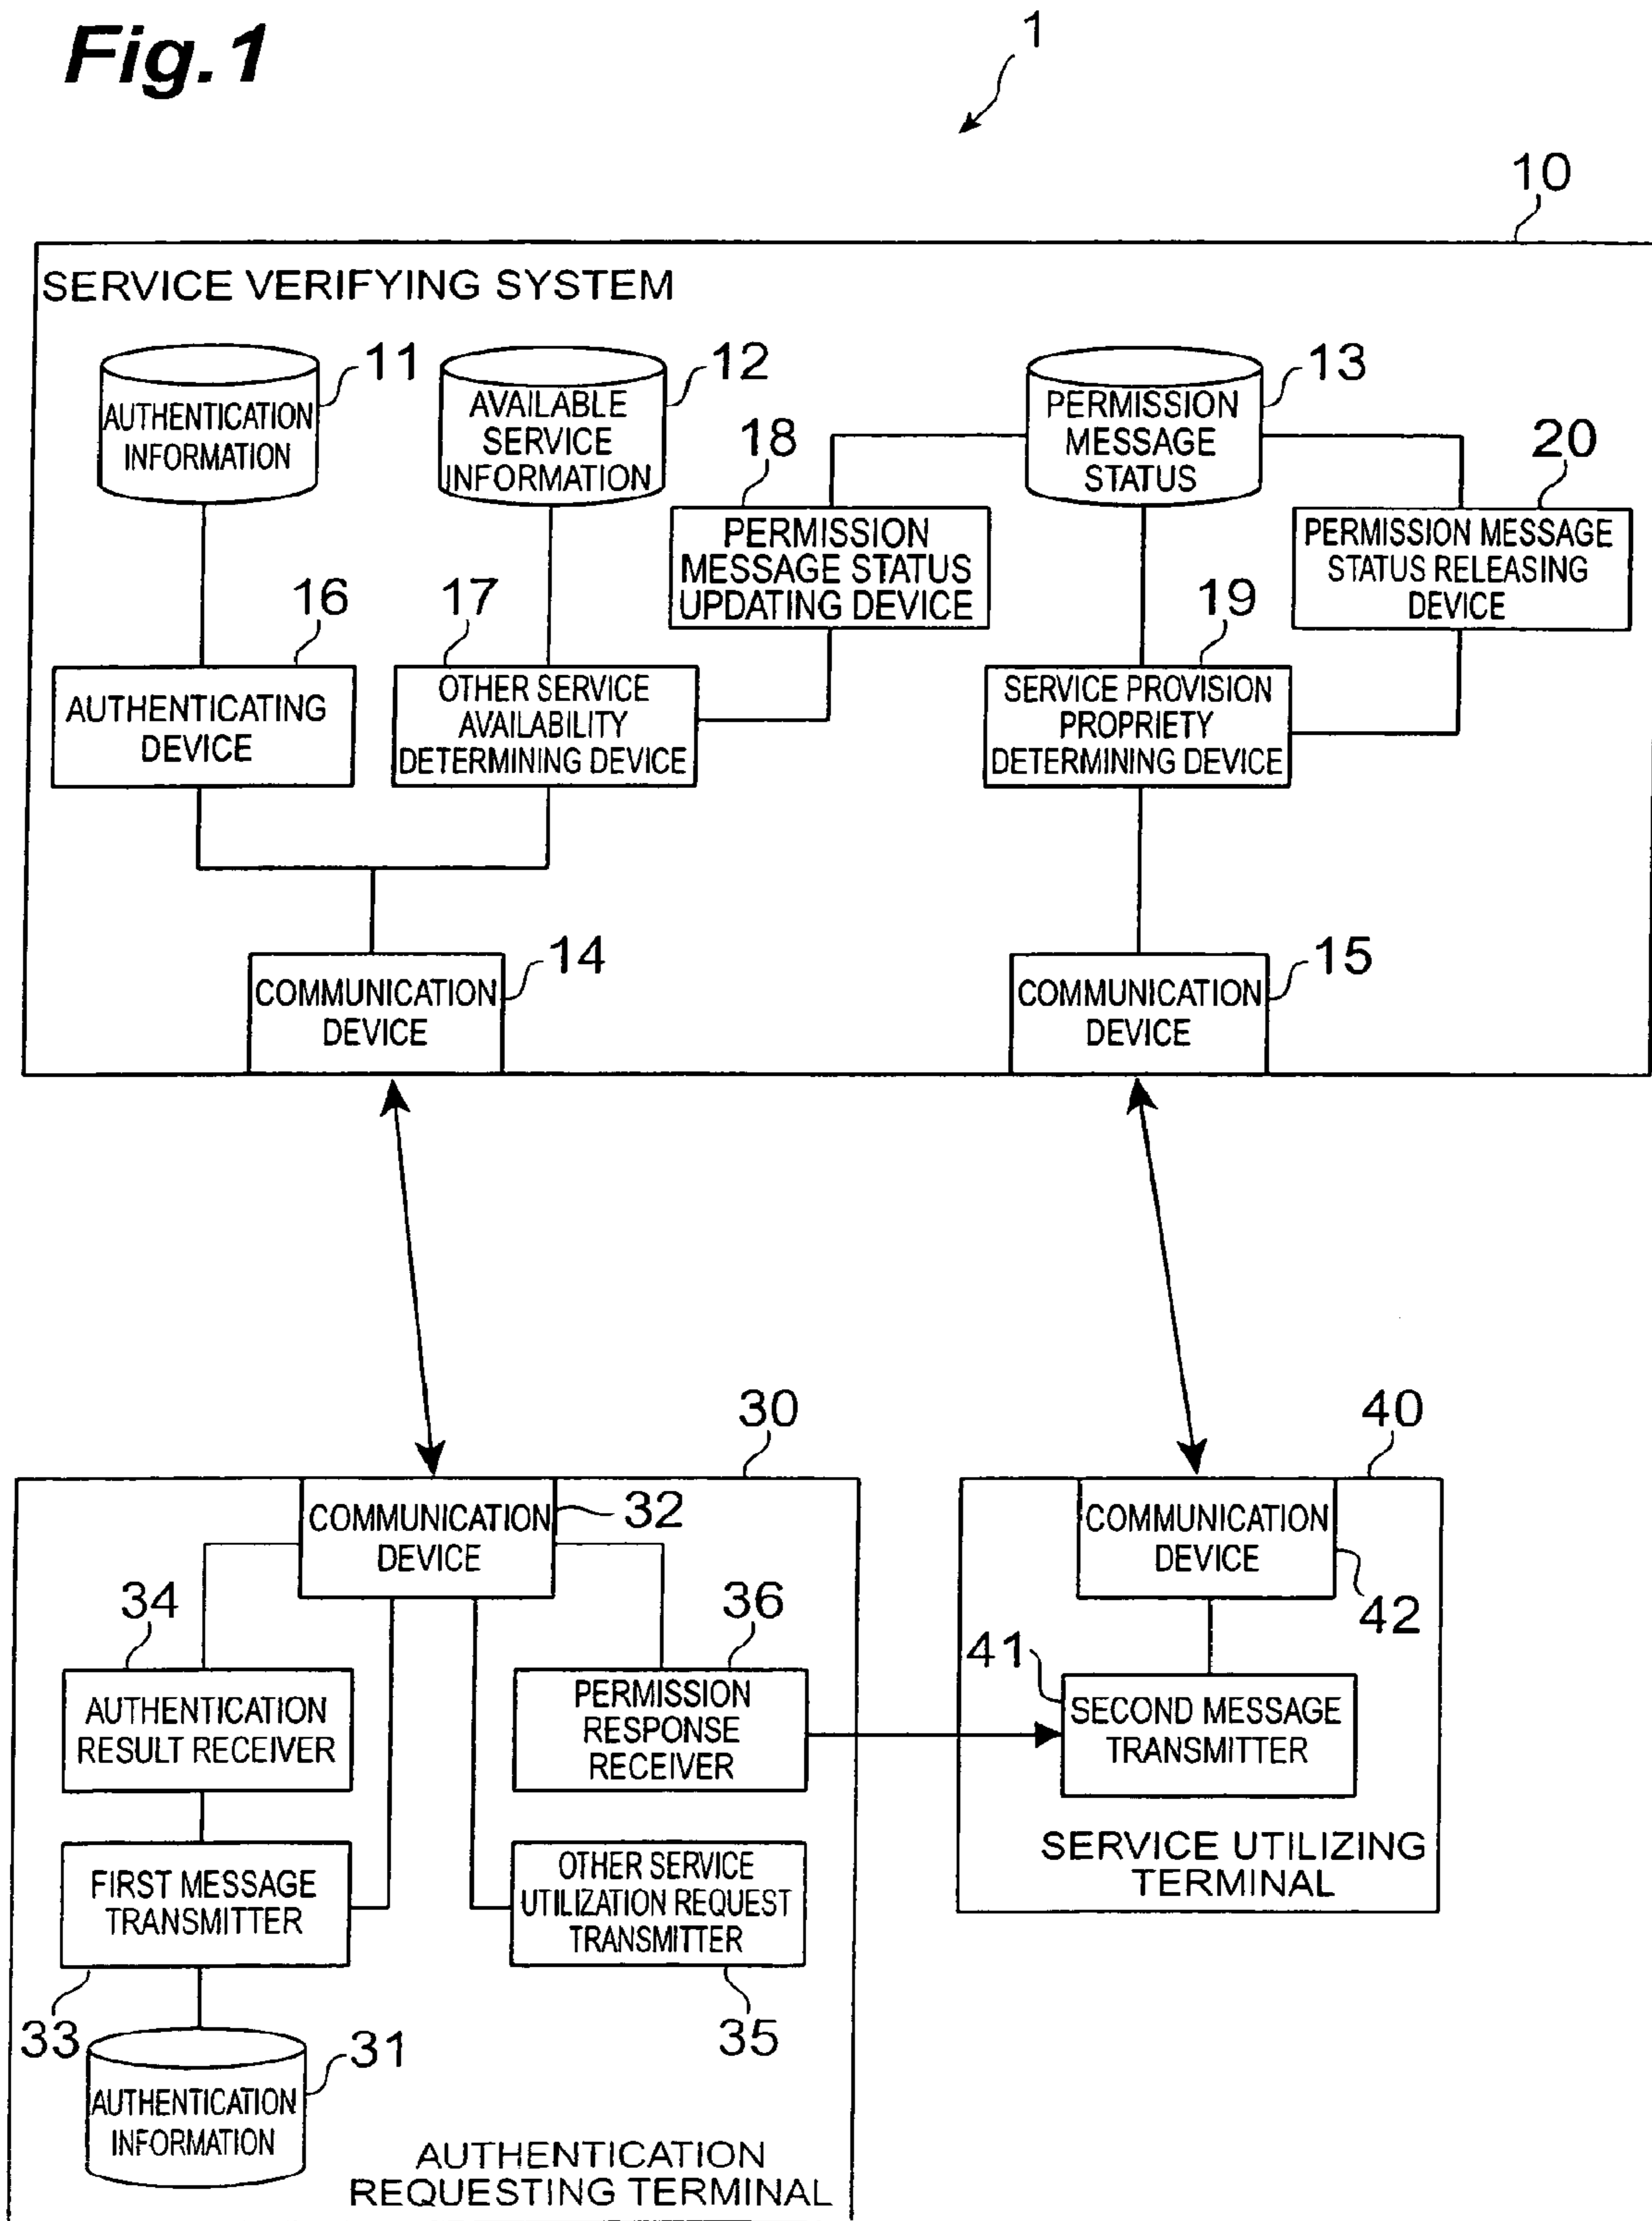 Fig.1
1
10
SERVICE VERIFYING SYSTEM
11
AUTHENTICATION
INFORMATION
12
AVAILABLE
SERVICE
INFORMATION
13
PERMISSION
MESSAGE
STATUS
18
PERMISSION
MESSAGE STATUS
UPDATING DEVICE
20
PERMISSION MESSAGE
STATUS RELEASING
DEVICE
16
AUTHENTICATING
DEVICE
17
OTHER SERVICE
AVAILABILITY
DETERMINING DEVICE
19
SERVICE PROVISION
PROPRIETY
DETERMINING DEVICE
14
COMMUNICATION
DEVICE
15
COMMUNICATION
DEVICE
30
COMMUNICATION
DEVICE
32
34
AUTHENTICATION
RESULT RECEIVER
36
PERMISSION
RESPONSE
RECEIVER
FIRST MESSAGE
TRANSMITTER
33
OTHER SERVICE
UTILIZATION REQUEST
TRANSMITTER
35
31
AUTHENTICATION
INFORMATION
AUTHENTICATION
REQUESTING TERMINAL
40
COMMUNICATION
DEVICE
42
41
SECOND MESSAGE
TRANSMITTER
SERVICE UTILIZING
TERMINAL